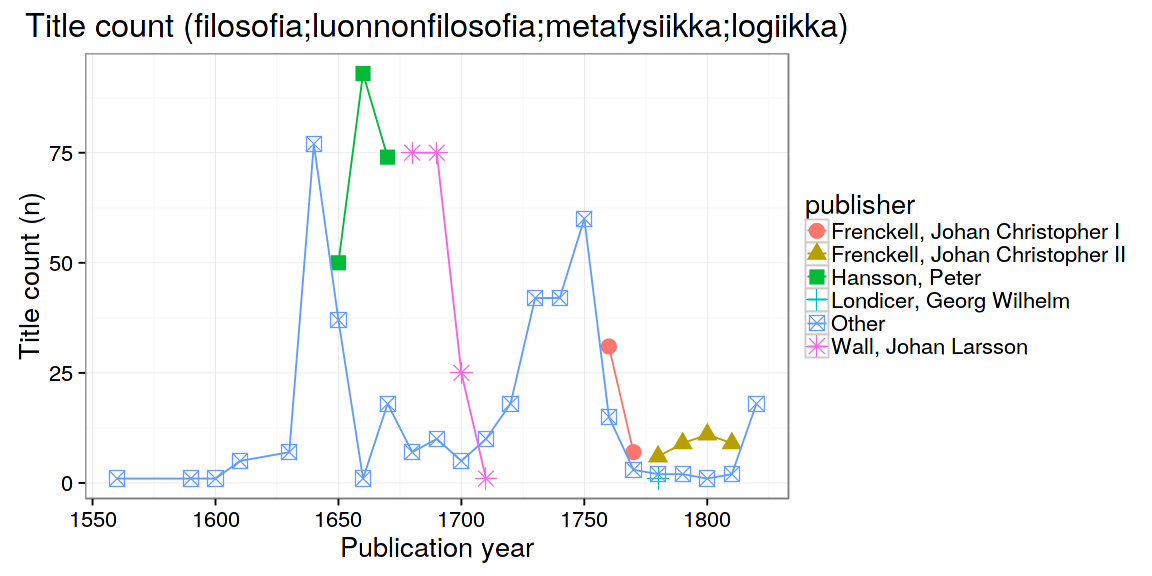 Title count (filosofia;luonnonfilosofia;metafysiikka;logiikka)
Title count (n)
75
50
25
0
1550 1600 1650 1700 1750 1800
Publication year
publisher
Frenckell, Johan Christopher I
Frenckell, Johan Christopher II
Hansson, Peter
Londicer, Georg Wilhelm
Other
Wall, Johan Larsson